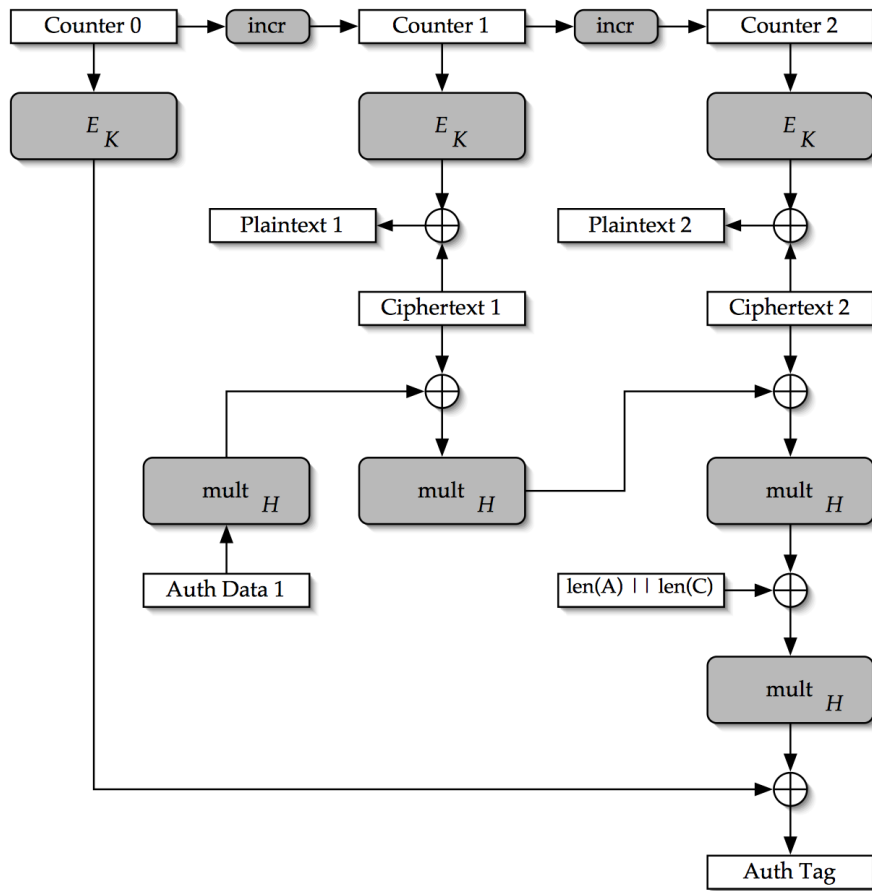 Counter 0
incr
Counter 1
incr
Counter 2
E K
E K
E K
Plaintext 1
Plaintext 2
Ciphertext 1
Ciphertext 2
mult H
mult H
mult H
Auth Data 1
len(A) || len(C)
mult H
Auth Tag